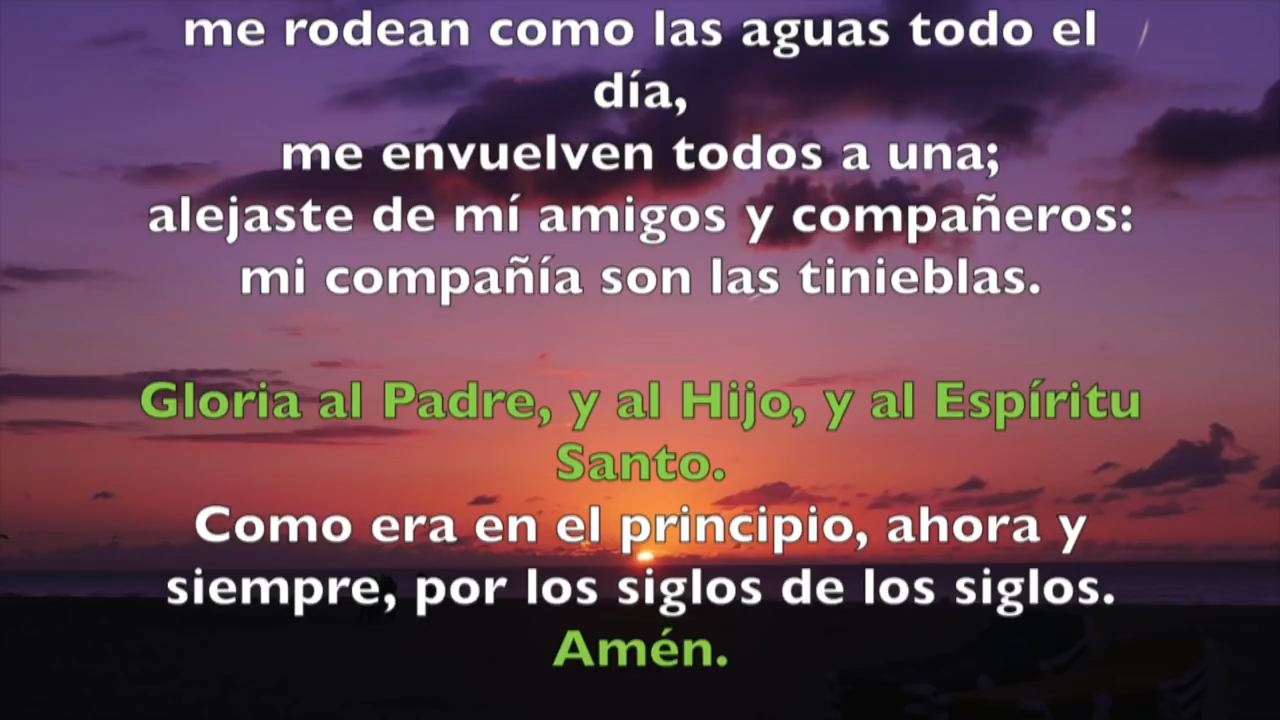 me rodean como las aguas todo el
día,
me envuelven todos a una;
alejaste de mí amigos y compañeros:
mi compañía son las tinieblas.
Gloria al Padre, y al Hijo, y al Espíritu
Santo.
Como era en el principio, ahora y
siempre, por los siglos de los siglos.
Amén.